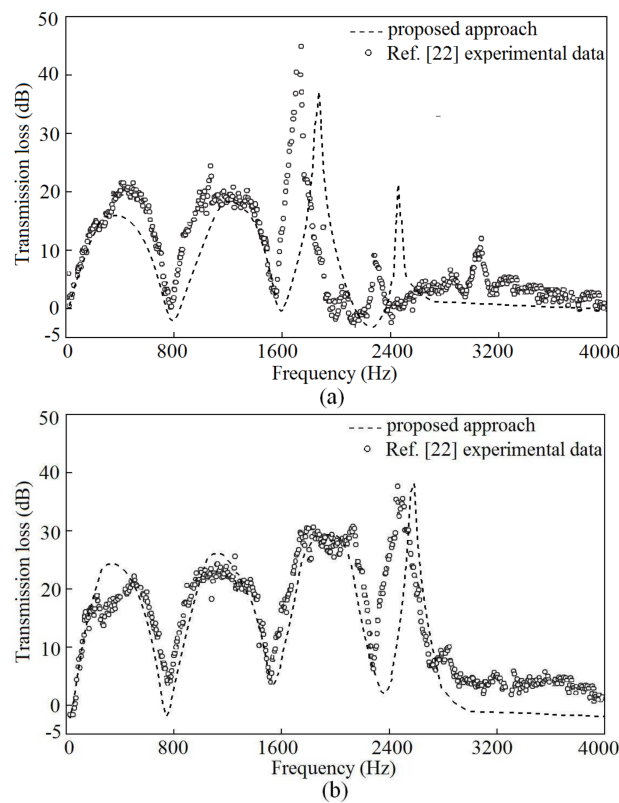 50
40
30
20
10
0
-5
Transmission loss (dB)
proposed approach
Ref. [22] experimental data
0 800 1600 2400 3200 4000
Frequency (Hz)
(a)
50
40
30
20
10
0
-5
Transmission loss (dB)
proposed approach
Ref. [22] experimental data
0 800 1600 2400 3200 4000
Frequency (Hz)
(b)